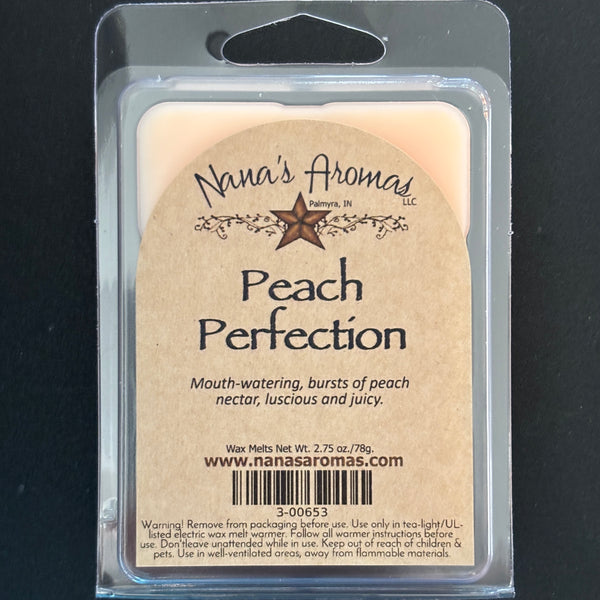 Nana's Aromas
LLC
Palmyra, IN
Peach
Perfection
Mouth-watering, bursts of peach
nectar, luscious and juicy.
Wax Melts Net Wt. 2.75 oz./78g.
www.nanasaromas.com
3-00653
Warning! Remove from packaging before use. Use only in tea-light/UL-
listed electric wax melt warmer. Follow all warmer instructions before
use. Don'tleave unattended while in use. Keep out of reach of children &
pets. Use in well-ventilated areas, away from flammable materials.